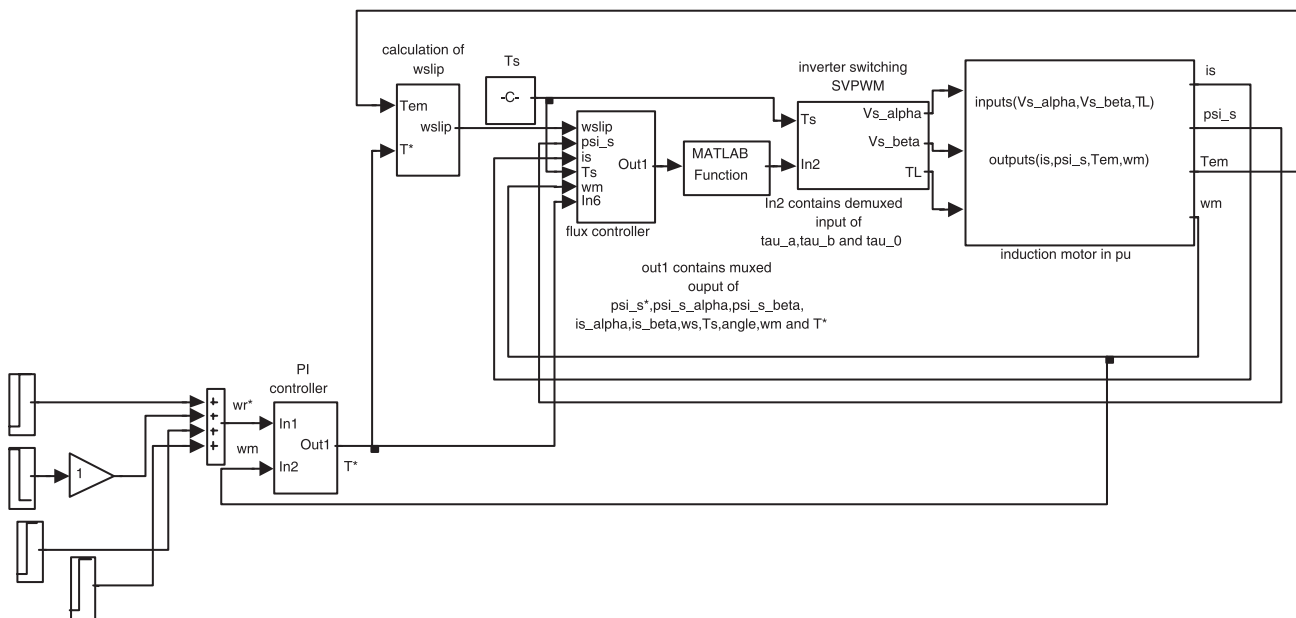 calculation of
wslip
Tem
wslip
T*
Ts
-C-
wslip
psi_s
is
Ts
wm
In6
Out1
flux controller
MATLAB
Function
inverter switching
SVPWM
Ts
In2
Vs_alpha
Vs_beta
TL
In2 contains demuxed
input of
tau_a,tau_b and tau_0
inputs(Vs_alpha,Vs_beta,TL)
outputs(is,psi_s,Tem,wm)
induction motor in pu
is
psi_s
Tem
wm
out1 contains muxed
ouput of
psi_s*,psi_s_alpha,psi_s_beta,
is_alpha,is_beta,ws,Ts,angle,wm and T*
PI
controller
wr*
wm
In1
In2
Out1
T*
+
+
+
+
1